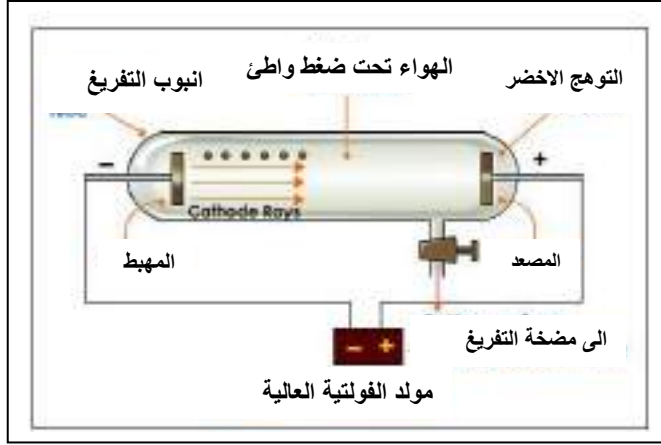 الهواء تحت ضغط واطئ
انبوب التفريغ
التوهج الاخضر
−
+
Cathode Rays
المهبط
المصعد
− +
الى مضخة التفريغ
مولد الفولتية العالية